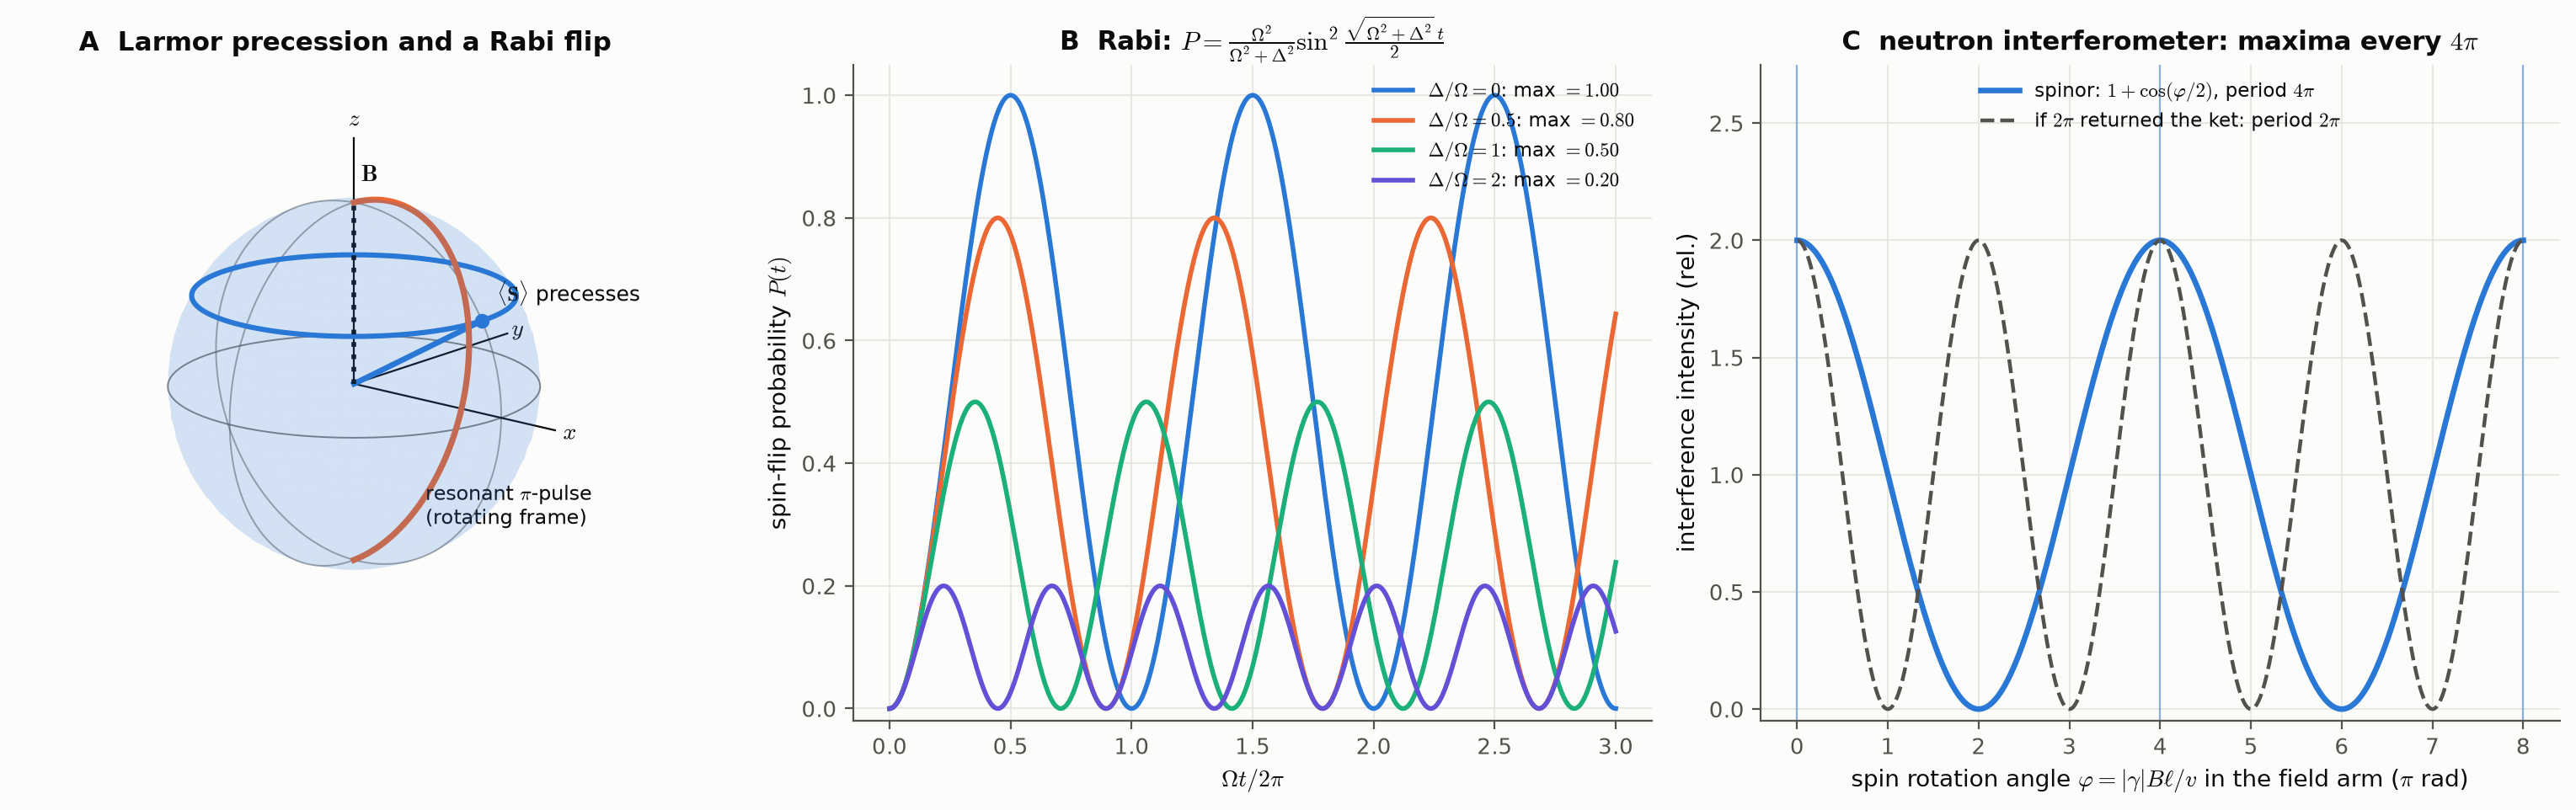 A Larmor precession and a Rabi flip
z
B
⟨S⟩ precesses
y
x
resonant π-pulse
(rotating frame)
B Rabi: P = Ω²/(Ω² + Δ²) sin² (√(Ω² + Δ²) t)/2
Δ/Ω = 0: max = 1.00
Δ/Ω = 0.5: max = 0.80
Δ/Ω = 1: max = 0.50
Δ/Ω = 2: max = 0.20
spin-flip probability P(t)
1.0
0.8
0.6
0.4
0.2
0.0
0.0 0.5 1.0 1.5 2.0 2.5 3.0
Ωt/2π
C neutron interferometer: maxima every 4π
spinor: 1 + cos(φ/2), period 4π
if 2π returned the ket: period 2π
interference intensity (rel.)
2.5
2.0
1.5
1.0
0.5
0.0
0 1 2 3 4 5 6 7 8
spin rotation angle φ = |γ|Bℓ/v in the field arm (π rad)